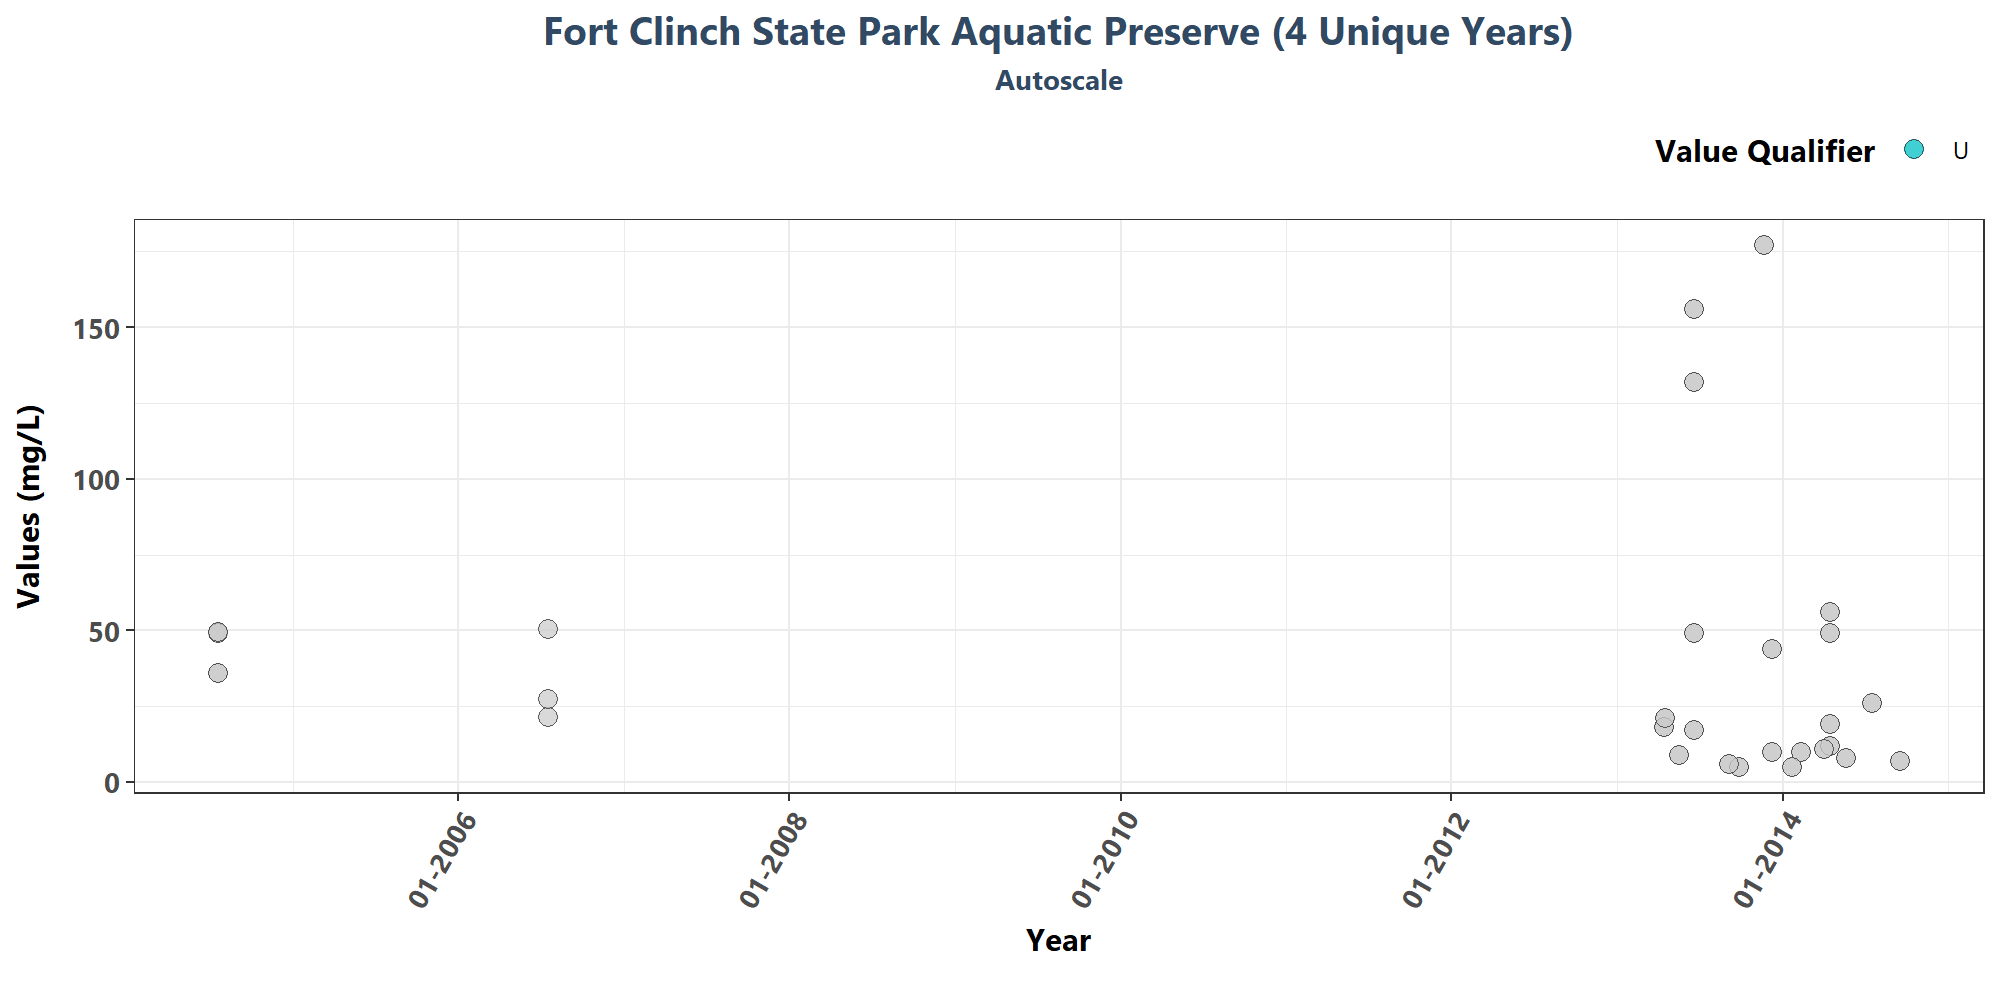 Fort Clinch State Park Aquatic Preserve (4 Unique Years)
Autoscale
Value Qualifier U
Values (mg/L)
150
100
50
0
01-2006 01-2008 01-2010 01-2012 01-2014
Year